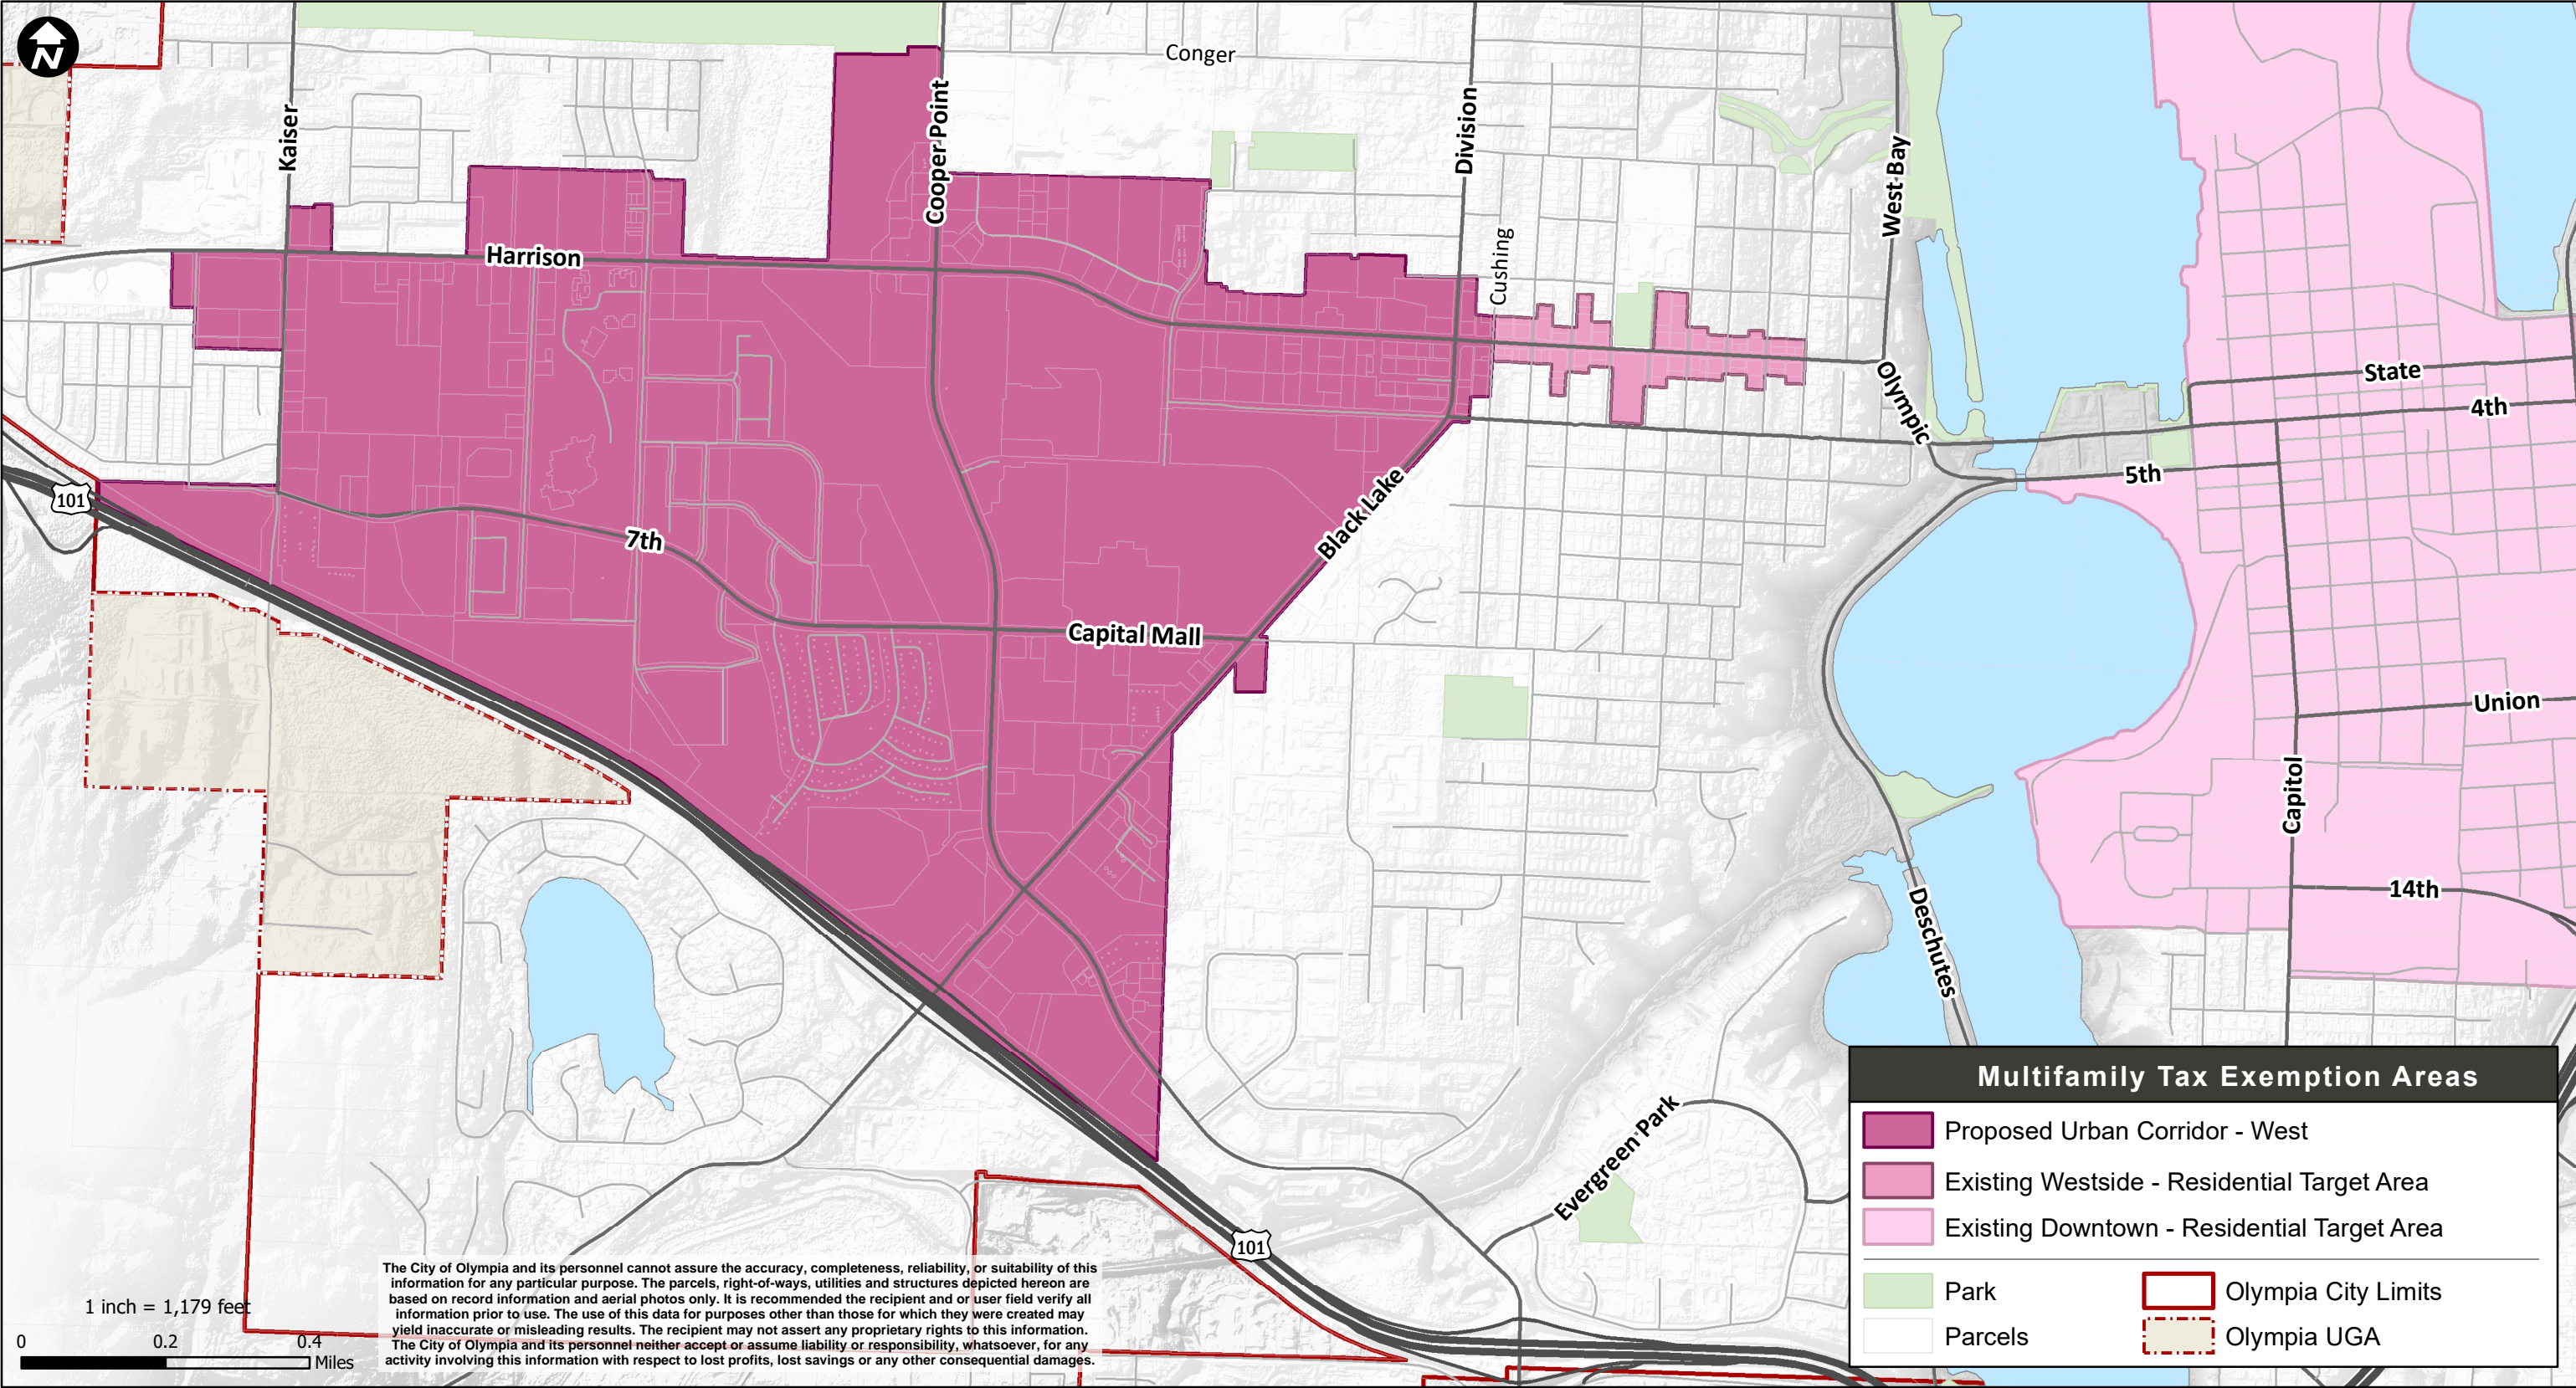 N
Conger
Kaiser
Cooper Point
Division
West Bay
Cushing
Harrison
Olympic
State
4th
5th
101
7th
Black Lake
Capital Mall
Union
Capitol
14th
Deschutes
Evergreen Park
101
Multifamily Tax Exemption Areas
Proposed Urban Corridor - West
Existing Westside - Residential Target Area
Existing Downtown - Residential Target Area
Park
Olympia City Limits
Parcels
Olympia UGA
1 inch = 1,179 feet
0 0.2 0.4
Miles
The City of Olympia and its personnel cannot assure the accuracy, completeness, reliability, or suitability of this
information for any particular purpose. The parcels, right-of-ways, utilities and structures depicted hereon are
based on record information and aerial photos only. It is recommended the recipient and or user field verify all
information prior to use. The use of this data for purposes other than those for which they were created may
yield inaccurate or misleading results. The recipient may not assert any proprietary rights to this information.
The City of Olympia and its personnel neither accept or assume liability or responsibility, whatsoever, for any
activity involving this information with respect to lost profits, lost savings or any other consequential damages.